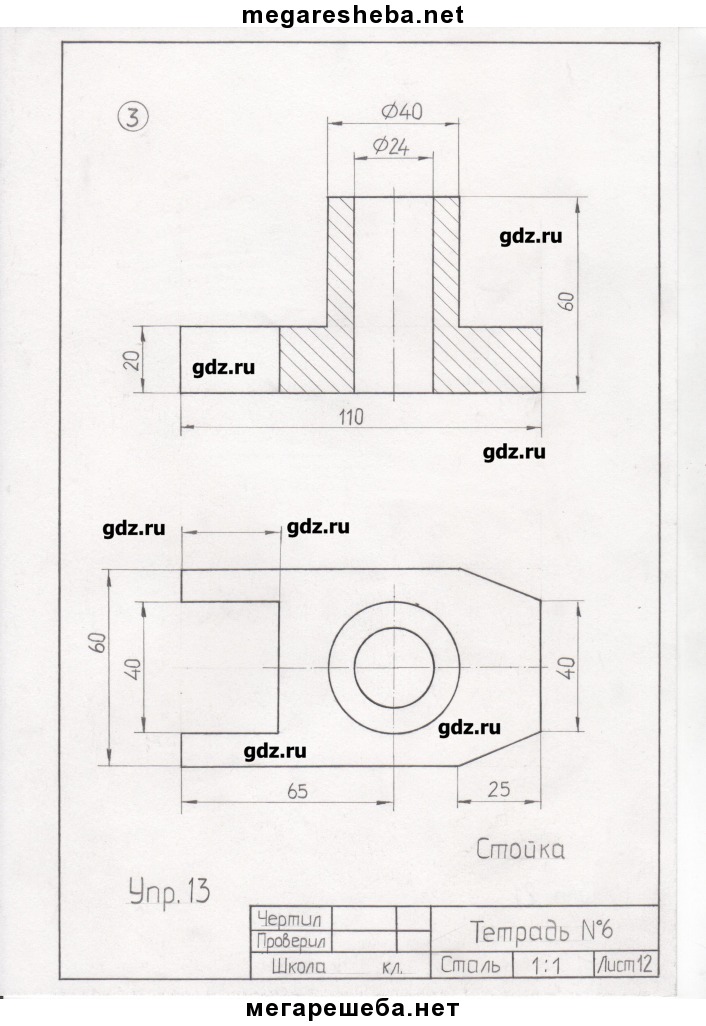 megaresheba.net
3
Ø40
Ø24
gdz.ru
60
20
gdz.ru
110
gdz.ru
gdz.ru
gdz.ru
60
40
40
gdz.ru
gdz.ru
65
25
Стойка
Упр. 13
Чертил
Проверил
Тетрадь №6
Школа кл.
Сталь 1:1 Лист 12
мегарешеба.нет